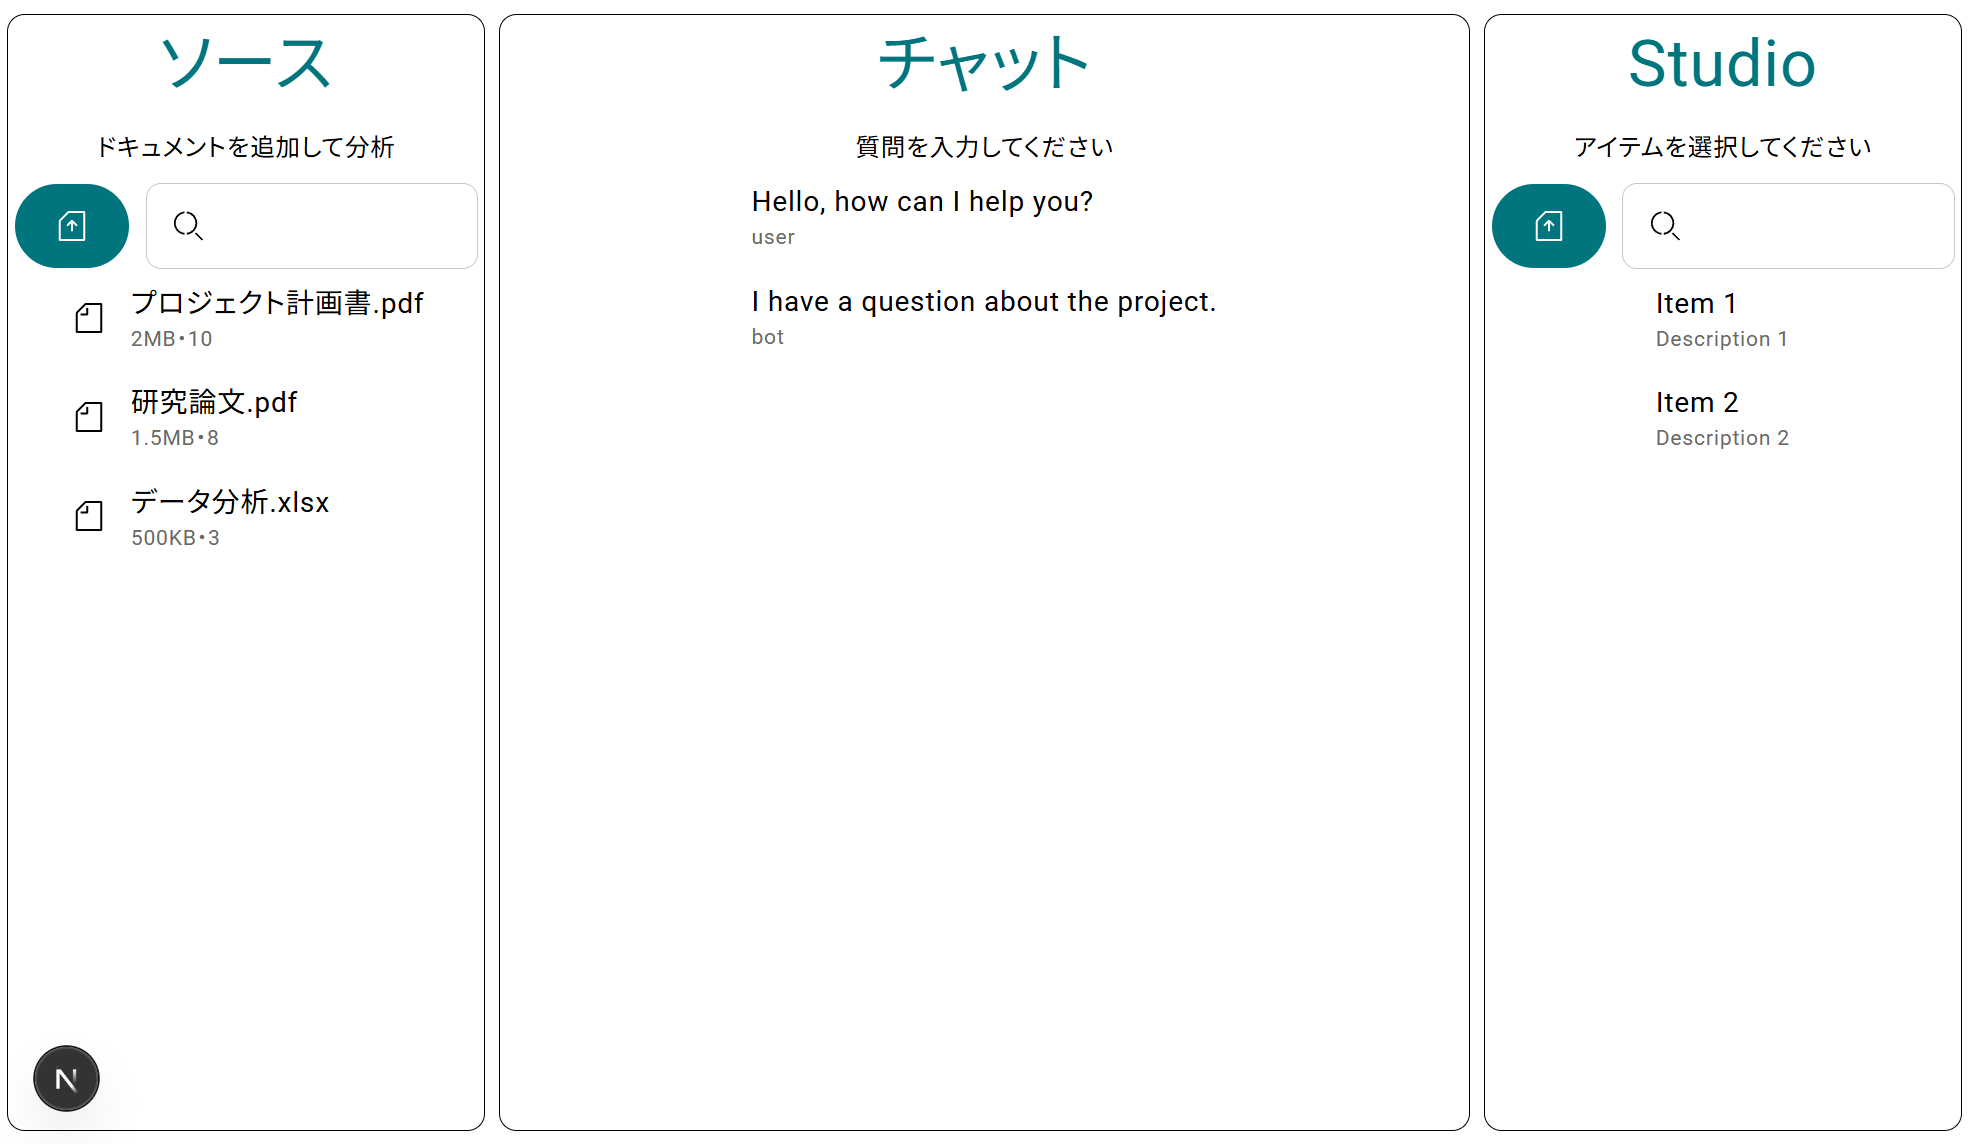 ソース
ドキュメントを追加して分析
プロジェクト計画書.pdf
2MB•10
研究論文.pdf
1.5MB•8
データ分析.xlsx
500KB•3
N
チャット
質問を入力してください
Hello, how can I help you?
user
I have a question about the project.
bot
Studio
アイテムを選択してください
Item 1
Description 1
Item 2
Description 2